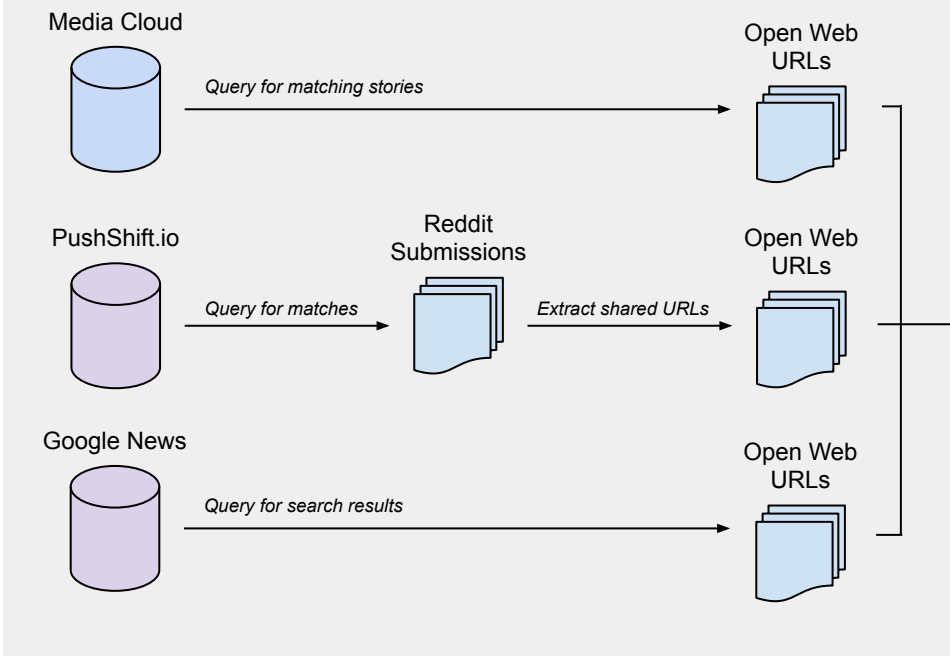 Media Cloud
Query for matching stories
Open Web
URLs
PushShift.io
Query for matches
Reddit
Submissions
Extract shared URLs
Open Web
URLs
Google News
Query for search results
Open Web
URLs